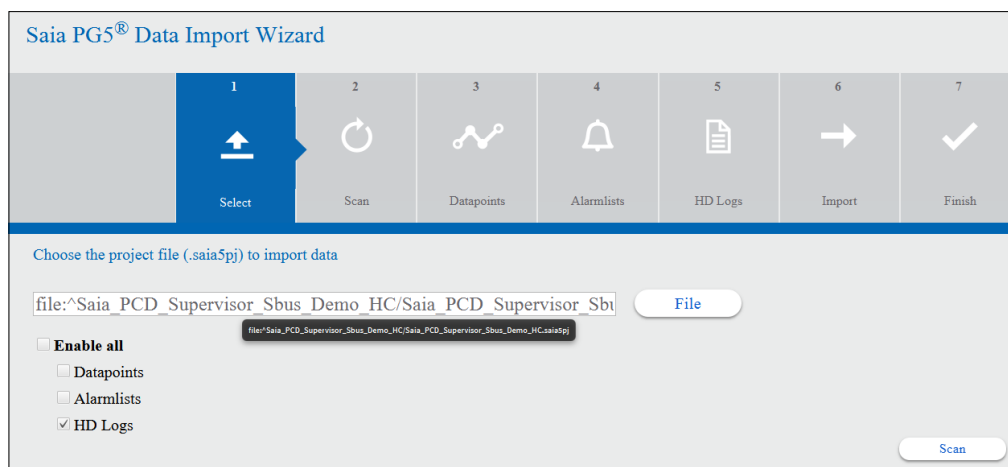 Saia PG5® Data Import Wizard
1 2 3 4 5 6 7
Select Scan Datapoints Alarmlists HD Logs Import Finish
Choose the project file (.saia5pj) to import data
file:^Saia_PCD_Supervisor_Sbus_Demo_HC/Saia_PCD_Supervisor_Sbu File
file:^Saia_PCD_Supervisor_Sbus_Demo_HC/Saia_PCD_Supervisor_Sbus_Demo_HC.saia5pj
Enable all
Datapoints
Alarmlists
HD Logs
Scan